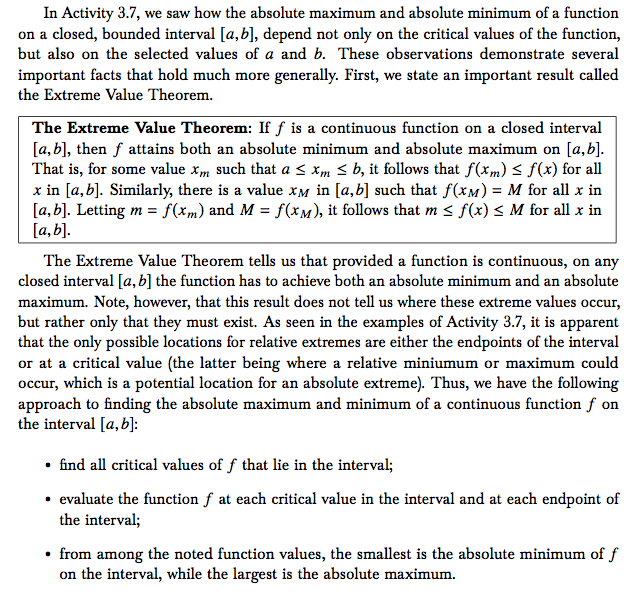 In Activity 3.7, we saw how the absolute maximum and absolute minimum of a function
on a closed, bounded interval [a, b], depend not only on the critical values of the function,
but also on the selected values of a and b. These observations demonstrate several
important facts that hold much more generally. First, we state an important result called
the Extreme Value Theorem.
The Extreme Value Theorem: If f is a continuous function on a closed interval
[a, b], then f attains both an absolute minimum and absolute maximum on [a, b].
That is, for some value xₘ such that a ≤ xₘ ≤ b, it follows that f(xₘ) ≤ f(x) for all
x in [a, b]. Similarly, there is a value x_M in [a, b] such that f(x_M) = M for all x in
[a, b]. Letting m = f(xₘ) and M = f(x_M), it follows that m ≤ f(x) ≤ M for all x in
[a, b].
The Extreme Value Theorem tells us that provided a function is continuous, on any
closed interval [a, b] the function has to achieve both an absolute minimum and an absolute
maximum. Note, however, that this result does not tell us where these extreme values occur,
but rather only that they must exist. As seen in the examples of Activity 3.7, it is apparent
that the only possible locations for relative extremes are either the endpoints of the interval
or at a critical value (the latter being where a relative miniumum or maximum could
occur, which is a potential location for an absolute extreme). Thus, we have the following
approach to finding the absolute maximum and minimum of a continuous function f on
the interval [a, b]:
• find all critical values of f that lie in the interval;
• evaluate the function f at each critical value in the interval and at each endpoint of
the interval;
• from among the noted function values, the smallest is the absolute minimum of f
on the interval, while the largest is the absolute maximum.